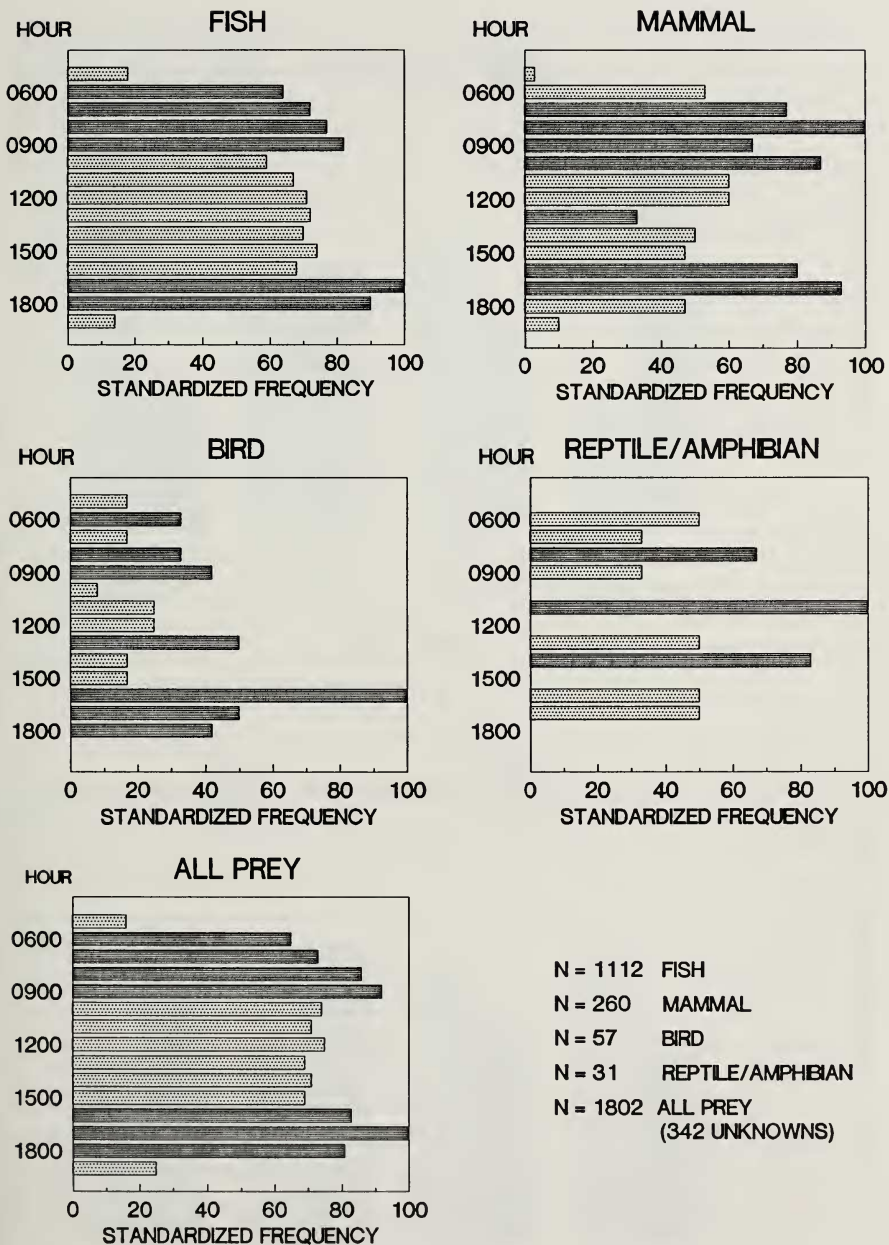 HOUR FISH
0600
0900
1200
1500
1800
0 20 40 60 80 100
STANDARDIZED FREQUENCY
HOUR MAMMAL
0600
0900
1200
1500
1800
0 20 40 60 80 100
STANDARDIZED FREQUENCY
HOUR BIRD
0600
0900
1200
1500
1800
0 20 40 60 80 100
STANDARDIZED FREQUENCY
HOUR REPTILE/AMPHIBIAN
0600
0900
1200
1500
1800
0 20 40 60 80 100
STANDARDIZED FREQUENCY
HOUR ALL PREY
0600
0900
1200
1500
1800
0 20 40 60 80 100
STANDARDIZED FREQUENCY
N = 1112 FISH
N = 260 MAMMAL
N = 57 BIRD
N = 31 REPTILE/AMPHIBIAN
N = 1802 ALL PREY
(342 UNKNOWNS)